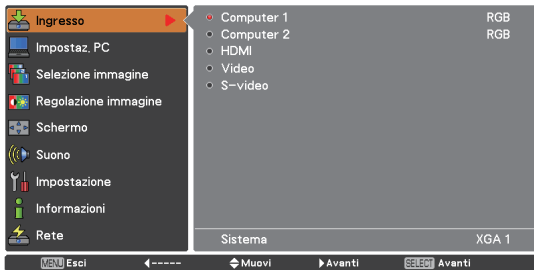 Ingresso
Impostaz. PC
Selezione immagine
Regolazione immagine
Schermo
Suono
Impostazione
Informazioni
Rete
Computer 1 RGB
Computer 2 RGB
HDMI
Video
S-video
Sistema XGA 1
MENU Esci ----- Muovi Avanti SELECT Avanti